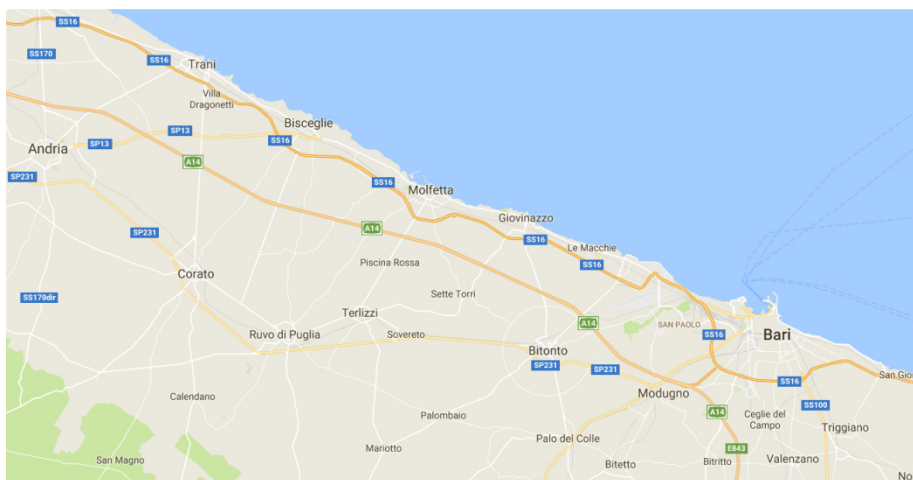 SS16
SS170
SS16
Trani
Villa
Dragonetti
Bisceglie
SP13
SP13
SS16
Andria
A14
SP231
SS16
Molfetta
Giovinazzo
A14
SP231
SS16
Le Macchie
Piscina Rossa
SS16
Corato
SS170dir
Sette Torri
Terlizzi
A14
SAN PAOLO
Ruvo di Puglia
Sovereto
SS16
Bari
Bitonto
SP231
SP231
San Gio
SS16
Modugno
Calendano
SS100
A14
Palombaio
Ceglie del
Campo
Triggiano
Palo del Colle
Mariotto
E843
San Magno
Bitetto
Bitritto
Valenzano
No